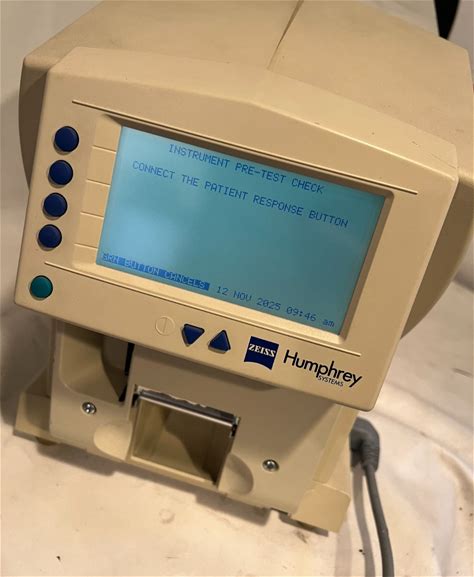 INSTRUMENT PRE-TEST CHECK
CONNECT THE PATIENT RESPONSE BUTTON
GRN BUTTON CANCELS 12 NOV 2025 09:46 am
ZEISS Humphrey
SYSTEMS